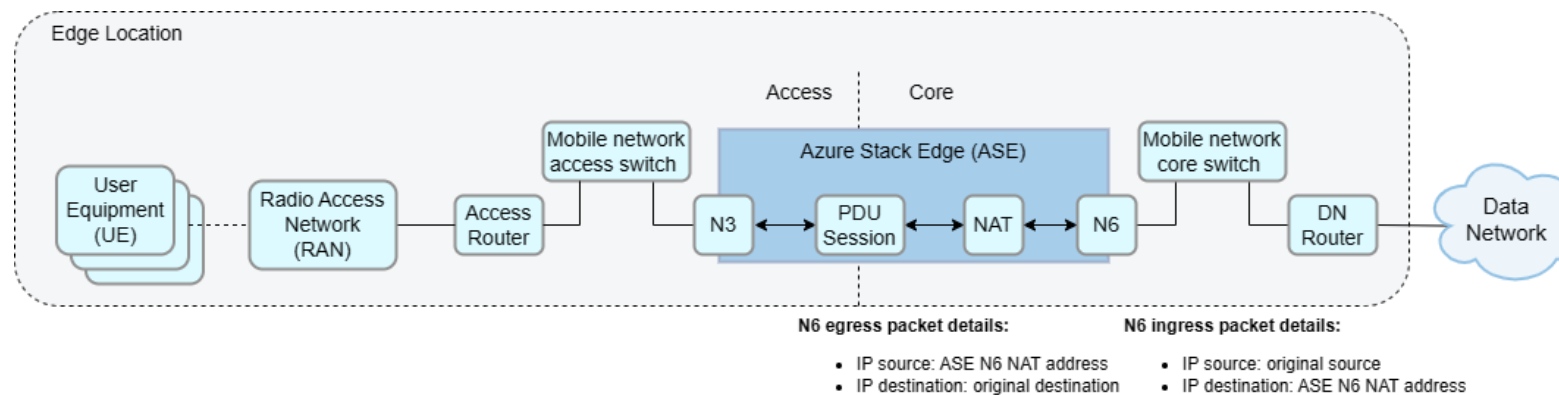 Edge Location
Access
Core
Mobile network
access switch
Azure Stack Edge (ASE)
Mobile network
core switch
User
Equipment
(UE)
Radio Access
Network
(RAN)
Access
Router
N3
PDU
Session
NAT
N6
DN
Router
Data
Network
N6 egress packet details:
• IP source: ASE N6 NAT address
• IP destination: original destination
N6 ingress packet details:
• IP source: original source
• IP destination: ASE N6 NAT address